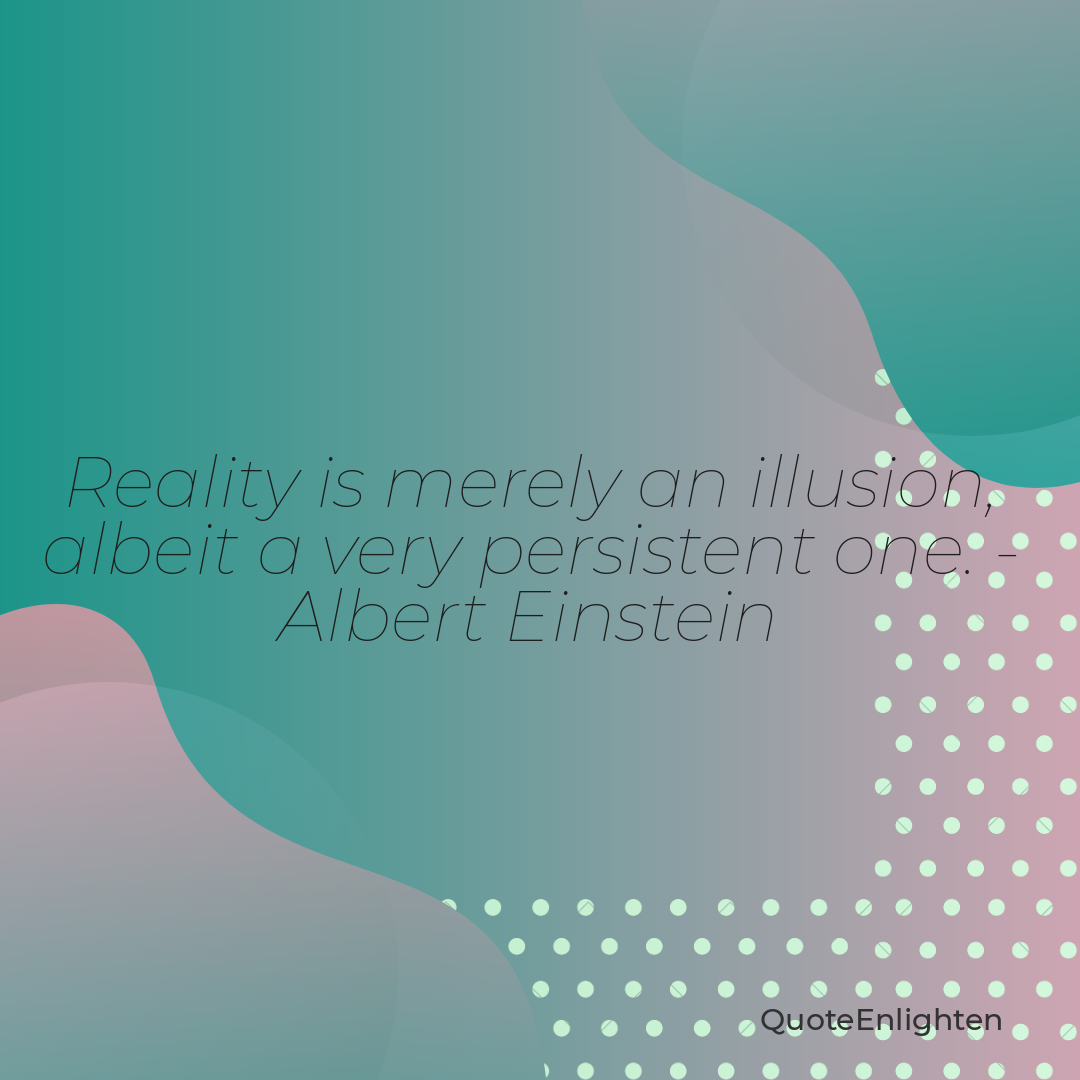 Reality is merely an illusion,
albeit a very persistent one. -
Albert Einstein
QuoteEnlighten